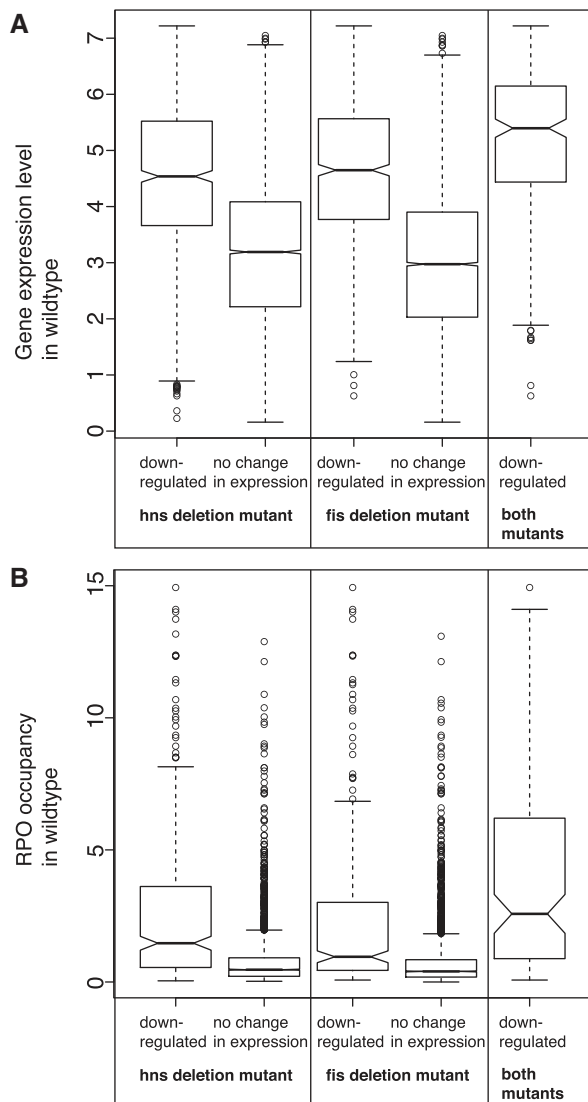 A
Gene expression level
in wildtype
7
6
5
4
3
2
1
0
down-
regulated
no change
in expression
down-
regulated
no change
in expression
down-
regulated
hns deletion mutant
fis deletion mutant
both
mutants
B
RPO occupancy
in wildtype
15
10
5
0
down-
regulated
no change
in expression
down-
regulated
no change
in expression
down-
regulated
hns deletion mutant
fis deletion mutant
both
mutants